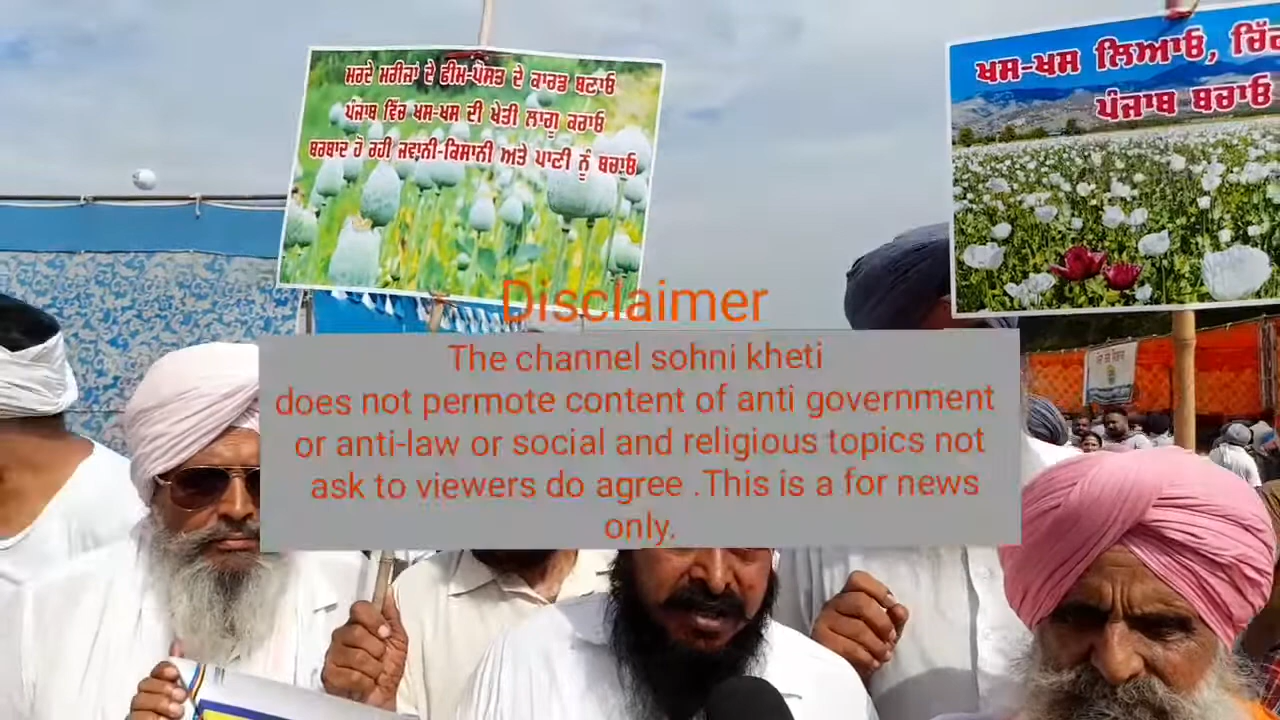 ਮਰਦੇ ਮਰੀਜਾਂ ਦੇ ਫੀਮ-ਪੋਸਤ ਦੇ ਕਾਰਡ ਬਣਾਓ
ਪੰਜਾਬ ਵਿੱਚ ਖਸ-ਖਸ ਦੀ ਖੇਤੀ ਲਾਗੂ ਕਰਾਓ
ਬਰਬਾਦ ਹੋ ਰਹੀ ਜਵਾਨੀ-ਕਿਸਾਨੀ ਅਤੇ ਪਾਣੀ ਨੂੰ ਬਚਾਓ
ਖਸ-ਖਸ ਲਿਆਓ,
ਪੰਜਾਬ ਬਚਾਓ
Disclaimer
The channel sohni kheti
does not permote content of anti government
or anti-law or social and religious topics not
ask to viewers do agree .This is a for news
only.